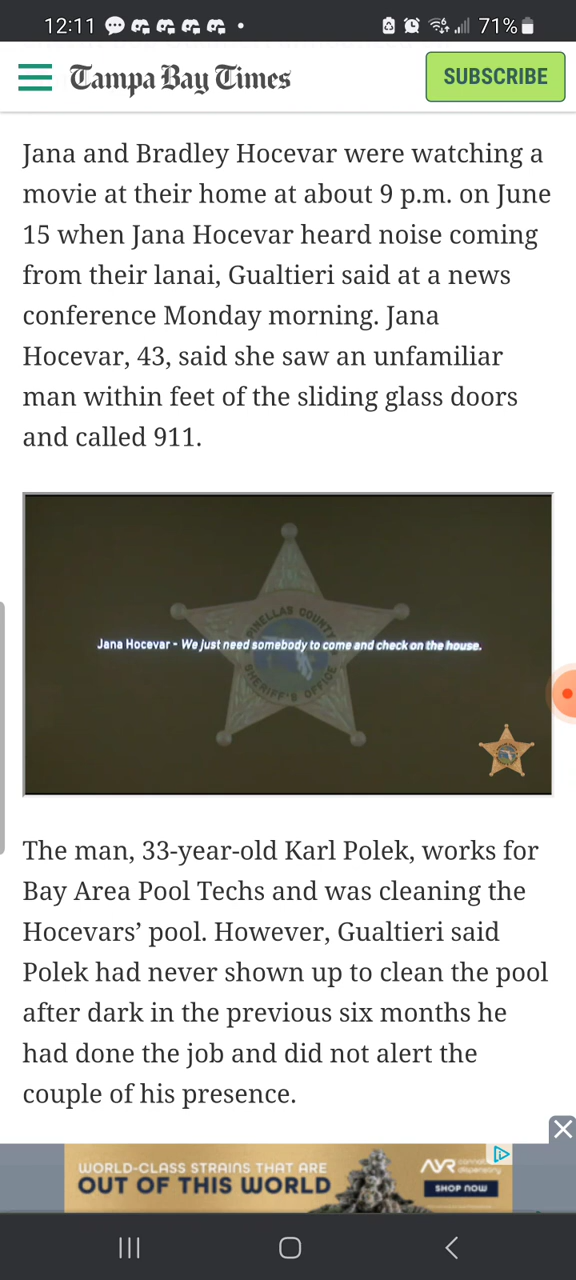 12:11
71%
Tampa Bay Times
SUBSCRIBE
Jana and Bradley Hocevar were watching a
movie at their home at about 9 p.m. on June
15 when Jana Hocevar heard noise coming
from their lanai, Gualtieri said at a news
conference Monday morning. Jana
Hocevar, 43, said she saw an unfamiliar
man within feet of the sliding glass doors
and called 911.
PINELLAS COUNTY
Jana Hocevar - We just need somebody to come and check on the house.
SHERIFF'S OFFICE
The man, 33-year-old Karl Polek, works for
Bay Area Pool Techs and was cleaning the
Hocevars’ pool. However, Gualtieri said
Polek had never shown up to clean the pool
after dark in the previous six months he
had done the job and did not alert the
couple of his presence.
WORLD-CLASS STRAINS THAT ARE
OUT OF THIS WORLD
AYR cannabis
dispensary
SHOP NOW